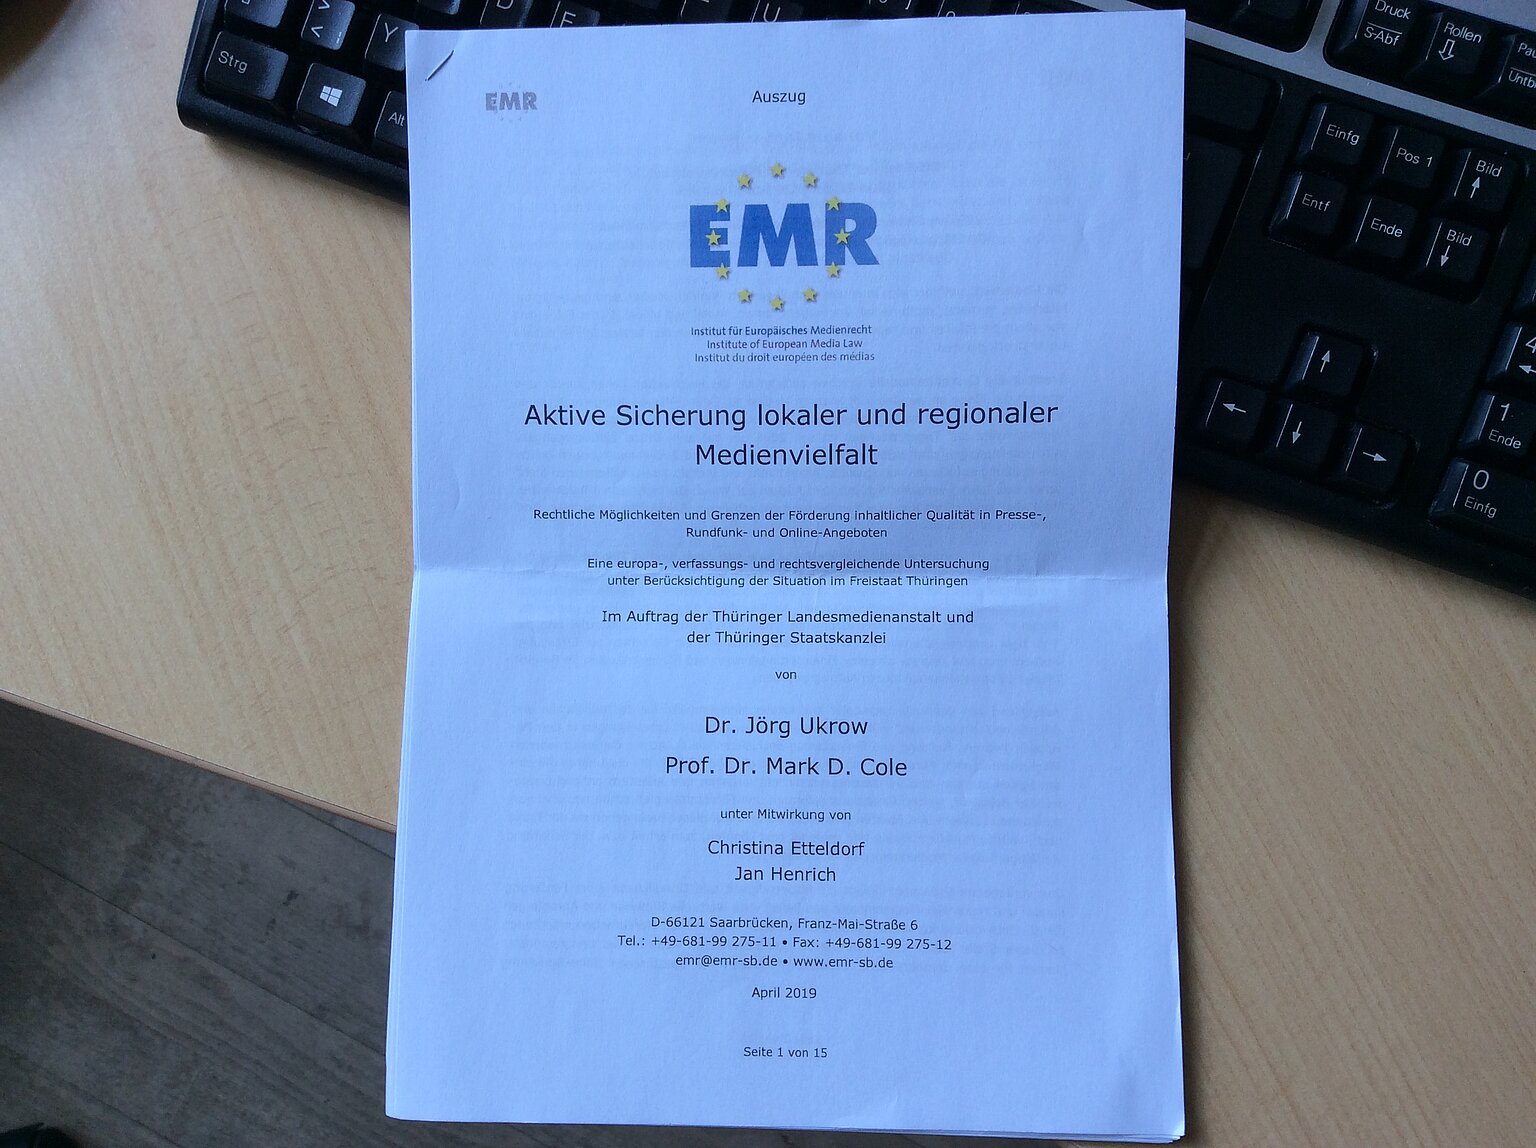 Druck
S-Abf
Rollen
Strg
Alt
Y
D
F
U
Einfg
Pos 1
Bild
Entf
Ende
Bild
1
Ende
0
Einfg
4
EMR
Auszug
EMR
Institut für Europäisches Medienrecht
Institute of European Media Law
Institut du droit européen des médias
Aktive Sicherung lokaler und regionaler
Medienvielfalt
Rechtliche Möglichkeiten und Grenzen der Förderung inhaltlicher Qualität in Presse-,
Rundfunk- und Online-Angeboten
Eine europa-, verfassungs- und rechtsvergleichende Untersuchung
unter Berücksichtigung der Situation im Freistaat Thüringen
Im Auftrag der Thüringer Landesmedienanstalt und
der Thüringer Staatskanzlei
von
Dr. Jörg Ukrow
Prof. Dr. Mark D. Cole
unter Mitwirkung von
Christina Etteldorf
Jan Henrich
D-66121 Saarbrücken, Franz-Mai-Straße 6
Tel.: +49-681-99 275-11 • Fax: +49-681-99 275-12
emr@emr-sb.de • www.emr-sb.de
April 2019
Seite 1 von 15